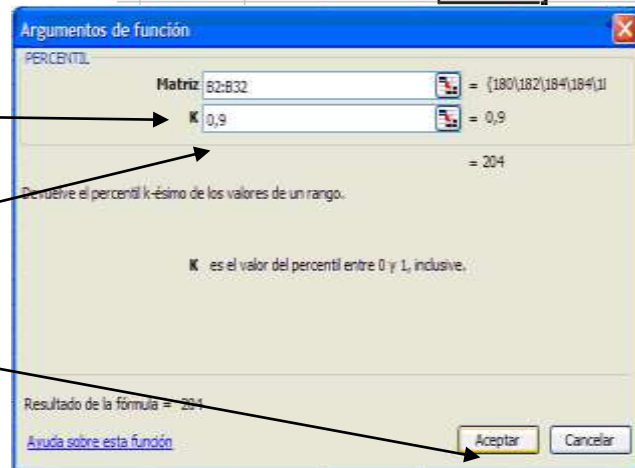 Argumentos de función
PERCENTIL
Matriz B2:B32 = {180\182\184\184\1
K 0,9 = 0,9
= 204
Devuelve el percentil k-ésimo de los valores de un rango.
K es el valor del percentil entre 0 y 1, inclusive.
Resultado de la fórmula = 204
Ayuda sobre esta función
Aceptar
Cancelar